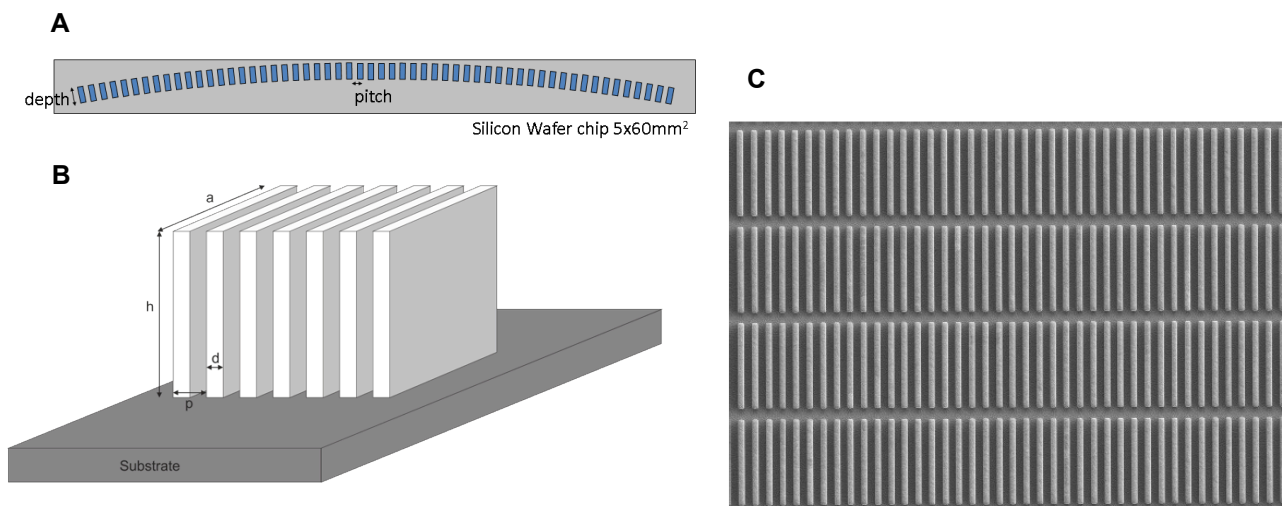 A
depth
pitch
Silicon Wafer chip 5x60mm²
B
a
h
d
p
Substrate
C